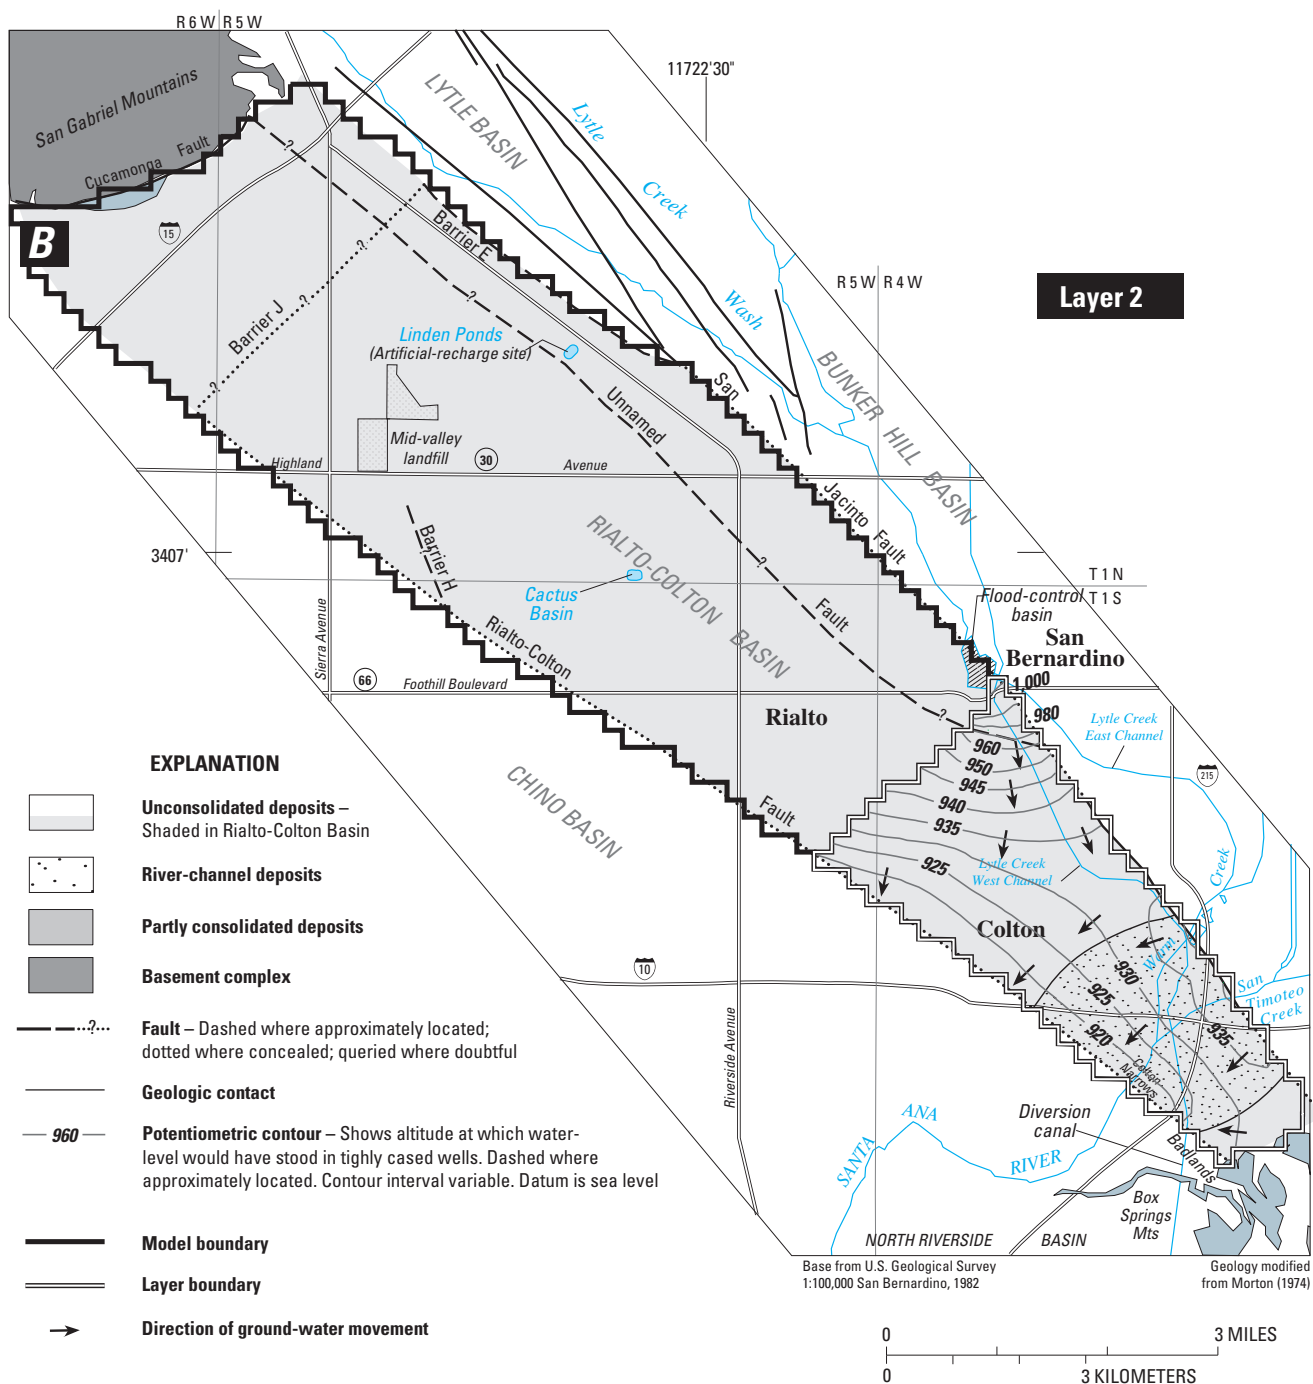 R 6 W R 5 W
11722'30"
San Gabriel Mountains
LYTLE BASIN
Lytle
Creek
Wash
Cucamonga Fault
B
15
Barrier E
Barrier J
?
?
?
?
?
R 5 W R 4 W
Layer 2
Linden Ponds
(Artificial-recharge site)
BUNKER HILL BASIN
San
Jacinto
Fault
Unnamed
Mid-valley
landfill
Highland
30
Avenue
Barrier H
?
RIALTO-COLTON BASIN
3407'
?
T 1 N
T 1 S
Cactus
Basin
Flood-control
basin
San
Bernardino
Fault
Sierra Avenue
Rialto-Colton
66
Foothill Boulevard
1,000
Rialto
?
980
Lytle Creek
East Channel
960
950
945
940
935
215
CHINO BASIN
Fault
925
Lytle Creek
West Channel
Creek
Colton
Warm
10
930
925
920
935
San
Timoteo
Creek
Colton
Narrows
Riverside Avenue
Diversion
canal
SANTA
ANA
RIVER
Badlands
Box
Springs
Mts
NORTH RIVERSIDE BASIN
EXPLANATION
Unconsolidated deposits –
Shaded in Rialto-Colton Basin
River-channel deposits
Partly consolidated deposits
Basement complex
?
Fault – Dashed where approximately located;
dotted where concealed; queried where doubtful
Geologic contact
960
Potentiometric contour – Shows altitude at which water-
level would have stood in tighly cased wells. Dashed where
approximately located. Contour interval variable. Datum is sea level
Model boundary
Layer boundary
Direction of ground-water movement
Base from U.S. Geological Survey
1:100,000 San Bernardino, 1982
Geology modified
from Morton (1974)
0 3 MILES
0 3 KILOMETERS